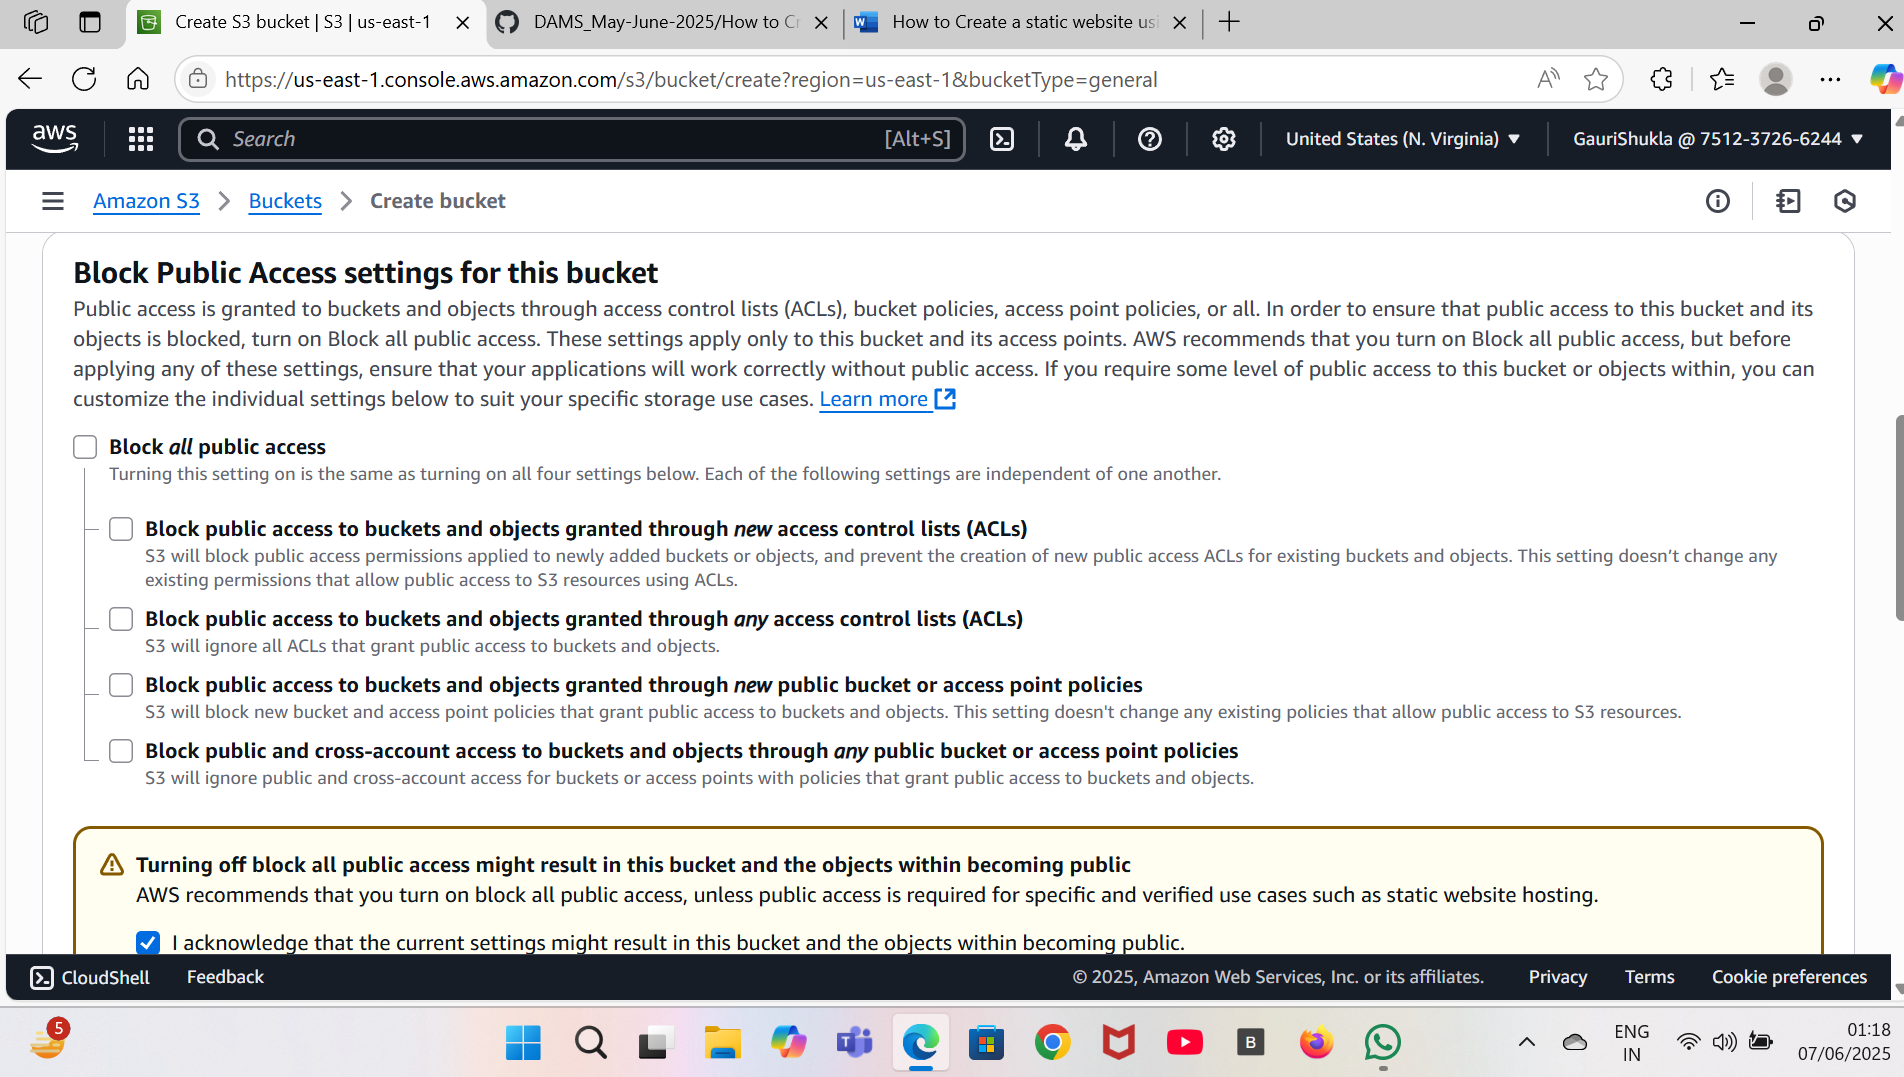 Create S3 bucket | S3 | us-east-1
DAMS_May-June-2025/How to Cr
How to Create a static website us
https://us-east-1.console.aws.amazon.com/s3/bucket/create?region=us-east-1&bucketType=general
aws
Search
[Alt+S]
United States (N. Virginia)
GauriShukla @ 7512-3726-6244
Amazon S3
Buckets
Create bucket
Block Public Access settings for this bucket
Public access is granted to buckets and objects through access control lists (ACLs), bucket policies, access point policies, or all. In order to ensure that public access to this bucket and its
objects is blocked, turn on Block all public access. These settings apply only to this bucket and its access points. AWS recommends that you turn on Block all public access, but before
applying any of these settings, ensure that your applications will work correctly without public access. If you require some level of public access to this bucket or objects within, you can
customize the individual settings below to suit your specific storage use cases. Learn more
Block all public access
Turning this setting on is the same as turning on all four settings below. Each of the following settings are independent of one another.
Block public access to buckets and objects granted through new access control lists (ACLs)
S3 will block public access permissions applied to newly added buckets or objects, and prevent the creation of new public access ACLs for existing buckets and objects. This setting doesn’t change any
existing permissions that allow public access to S3 resources using ACLs.
Block public access to buckets and objects granted through any access control lists (ACLs)
S3 will ignore all ACLs that grant public access to buckets and objects.
Block public access to buckets and objects granted through new public bucket or access point policies
S3 will block new bucket and access point policies that grant public access to buckets and objects. This setting doesn't change any existing policies that allow public access to S3 resources.
Block public and cross-account access to buckets and objects through any public bucket or access point policies
S3 will ignore public and cross-account access for buckets or access points with policies that grant public access to buckets and objects.
Turning off block all public access might result in this bucket and the objects within becoming public
AWS recommends that you turn on block all public access, unless public access is required for specific and verified use cases such as static website hosting.
I acknowledge that the current settings might result in this bucket and the objects within becoming public.
CloudShell
Feedback
© 2025, Amazon Web Services, Inc. or its affiliates.
Privacy
Terms
Cookie preferences
5
B
ENG
IN
01:18
07/06/2025